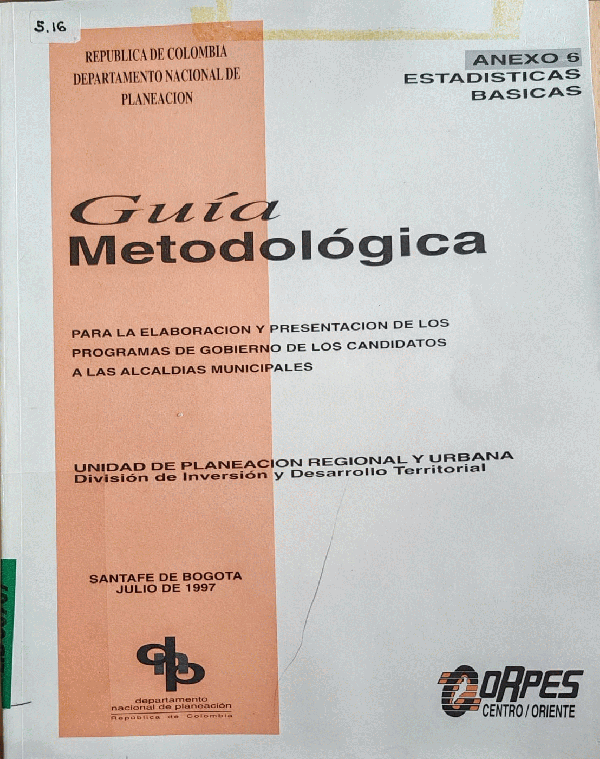 5.16
REPUBLICA DE COLOMBIA
DEPARTAMENTO NACIONAL DE
PLANEACION
ANEXO 6
ESTADISTICAS
BASICAS
Guía
Metodológica
PARA LA ELABORACION Y PRESENTACION DE LOS
PROGRAMAS DE GOBIERNO DE LOS CANDIDATOS
A LAS ALCALDIAS MUNICIPALES
UNIDAD DE PLANEACION REGIONAL Y URBANA
División de Inversión y Desarrollo Territorial
SANTAFE DE BOGOTA
JULIO DE 1997
dnp
departamento
nacional de planeación
República de Colombia
CORPES
CENTRO / ORIENTE